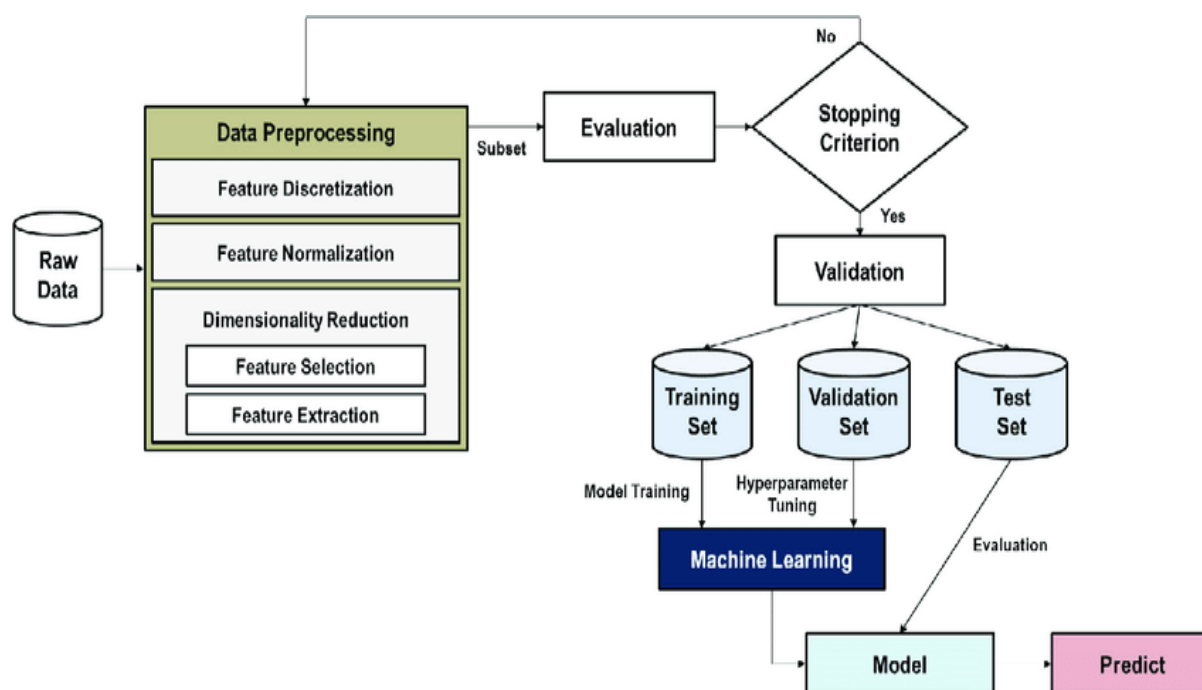 No
Data Preprocessing
Feature Discretization
Feature Normalization
Dimensionality Reduction
Feature Selection
Feature Extraction
Raw
Data
Subset
Evaluation
Stopping
Criterion
Yes
Validation
Training
Set
Validation
Set
Test
Set
Model Training
Hyperparameter
Tuning
Machine Learning
Evaluation
Model
Predict